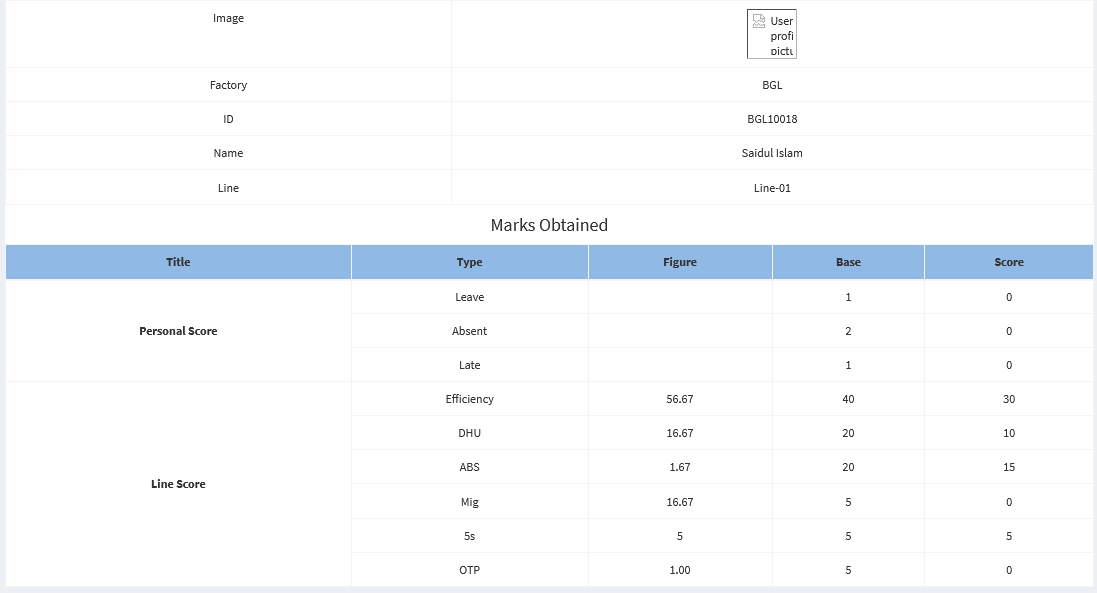 Image
User
profi
pictu
Factory BGL
ID BGL10018
Name Saidul Islam
Line Line-01
Marks Obtained
Title Type Figure Base Score
Personal Score
Leave 1 0
Absent 2 0
Late 1 0
Line Score
Efficiency 56.67 40 30
DHU 16.67 20 10
ABS 1.67 20 15
Mig 16.67 5 0
5s 5 5 5
OTP 1.00 5 0